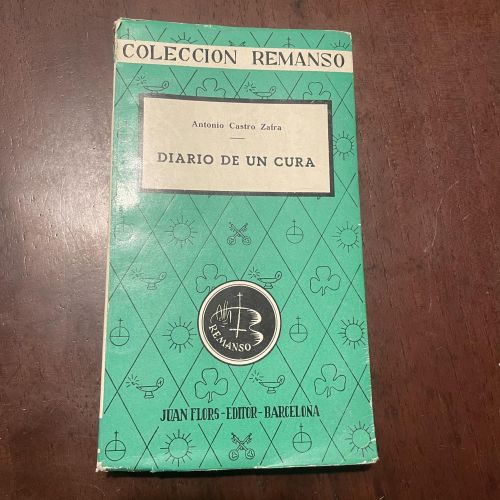 COLECCION REMANSO
Antonio Castro Zafra
DIARIO DE UN CURA
REMANSO
JUAN FLORS-EDITOR-BARCELONA